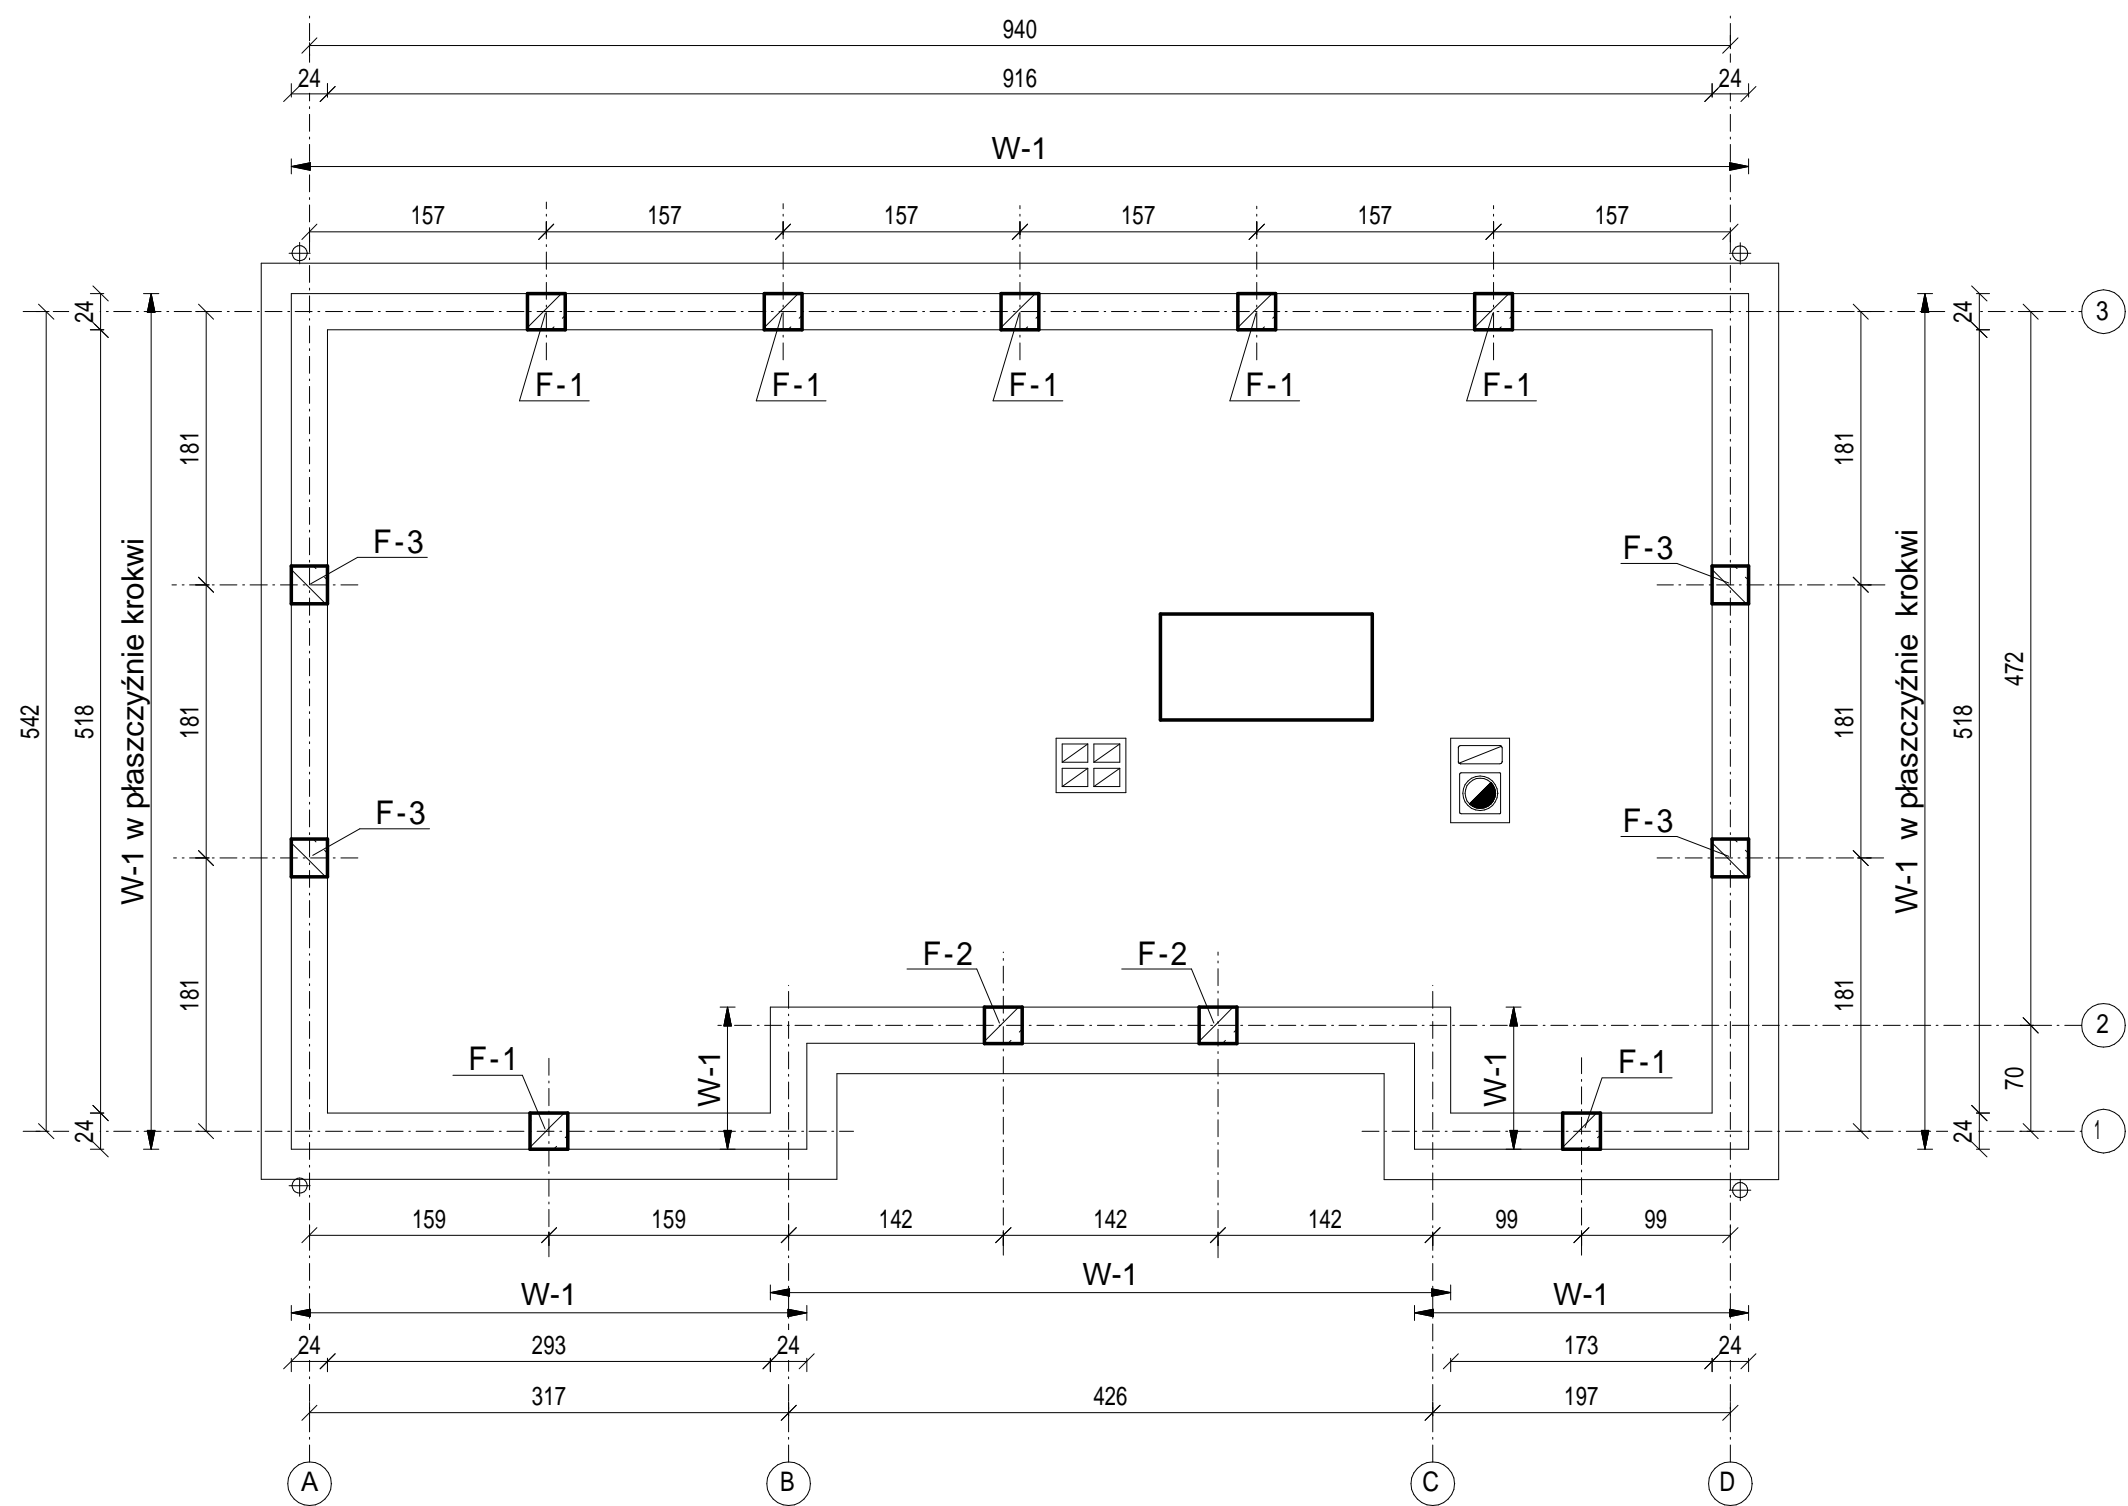 940
24 916 24
W-1
157 157 157 157 157 157
24 24 3
F-1 F-1 F-1 F-1 F-1
181 181
F-3 F-3
W-1 w płaszczyźnie krokwi
W-1 w płaszczyźnie krokwi
542 518 181 181 518 472
F-3 F-3
F-2 F-2
181 181
2
F-1 W-1 W-1 F-1 70
24 24 1
159 159 142 142 142 99 99
W-1
W-1 W-1
24 293 24 173 24
317 426 197
A B C D